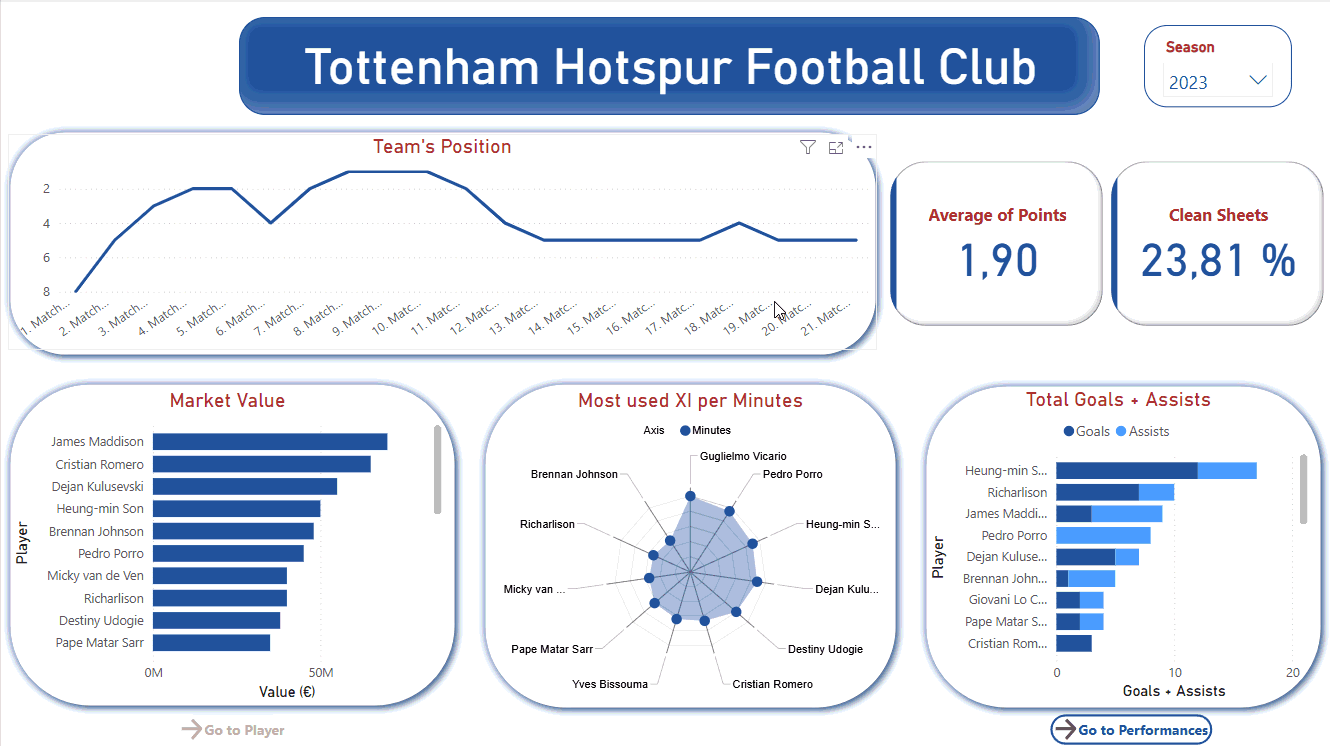 Tottenham Hotspur Football Club
Season
2023
Team's Position
2
4
6
8
1. Match...
2. Match...
3. Match...
4. Match...
5. Match...
6. Match...
7. Match...
8. Match...
9. Match...
10. Matc...
11. Matc...
12. Matc...
13. Matc...
14. Matc...
15. Matc...
16. Matc...
17. Matc...
18. Matc...
19. Matc...
20. Matc...
21. Matc...
Average of Points
1,90
Clean Sheets
23,81 %
Market Value
Player
James Maddison
Cristian Romero
Dejan Kulusevski
Heung-min Son
Brennan Johnson
Pedro Porro
Micky van de Ven
Richarlison
Destiny Udogie
Pape Matar Sarr
0M
50M
Value (€)
Go to Player
Most used XI per Minutes
Axis
Minutes
Guglielmo Vicario
Pedro Porro
Heung-min S...
Dejan Kulu...
Destiny Udogie
Cristian Romero
Yves Bissouma
Pape Matar Sarr
Micky van ...
Richarlison
Brennan Johnson
Total Goals + Assists
Goals
Assists
Player
Heung-min S...
Richarlison
James Maddi...
Pedro Porro
Dejan Kuluse...
Brennan John...
Giovani Lo C...
Pape Matar S...
Cristian Rom...
0
10
20
Goals + Assists
Go to Performances